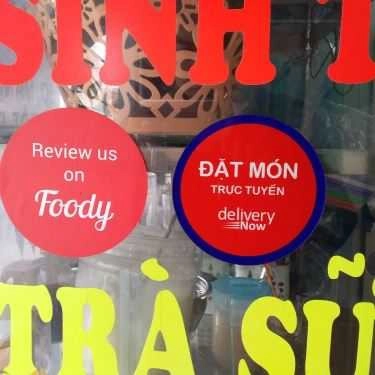 SINH T
Review us
on
Foody
ĐẶT MÓN
TRỰC TUYẾN
delivery
Now
TRÀ SỮ